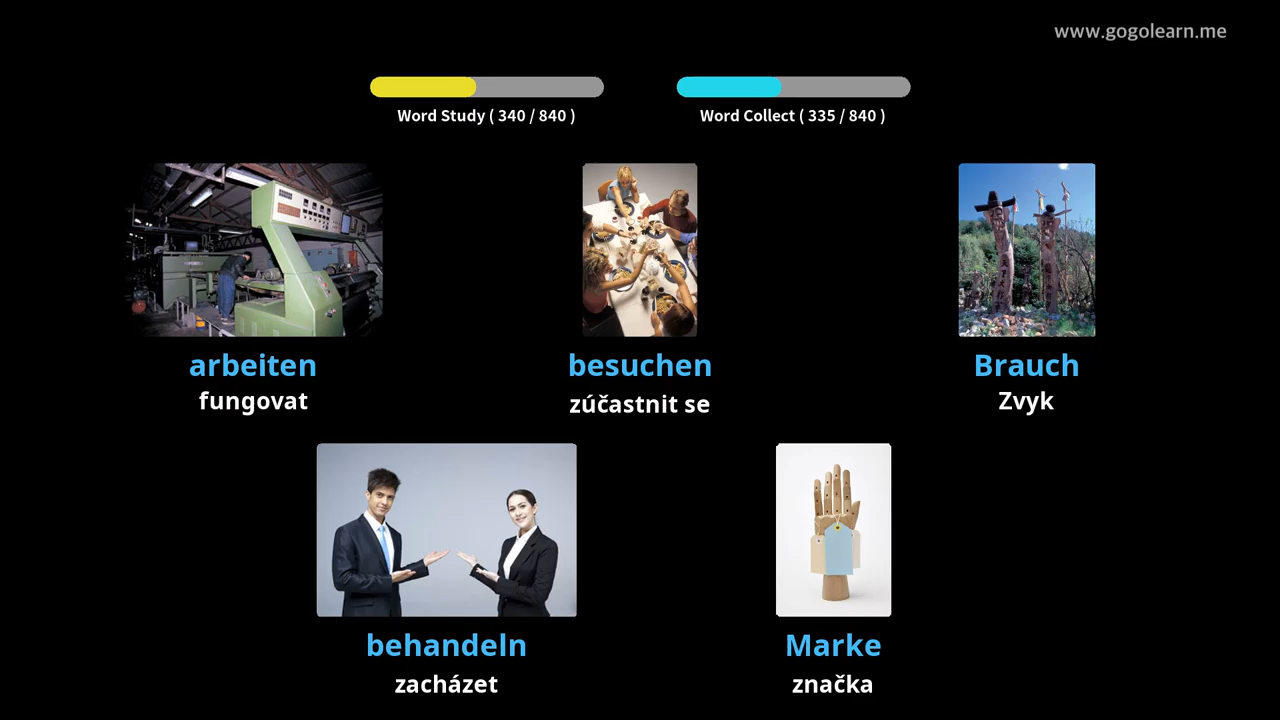 www.gogolearn.me
Word Study ( 340 / 840 )
Word Collect ( 335 / 840 )
arbeiten
fungovat
besuchen
zúčastnit se
Brauch
Zvyk
behandeln
zacházet
Marke
značka